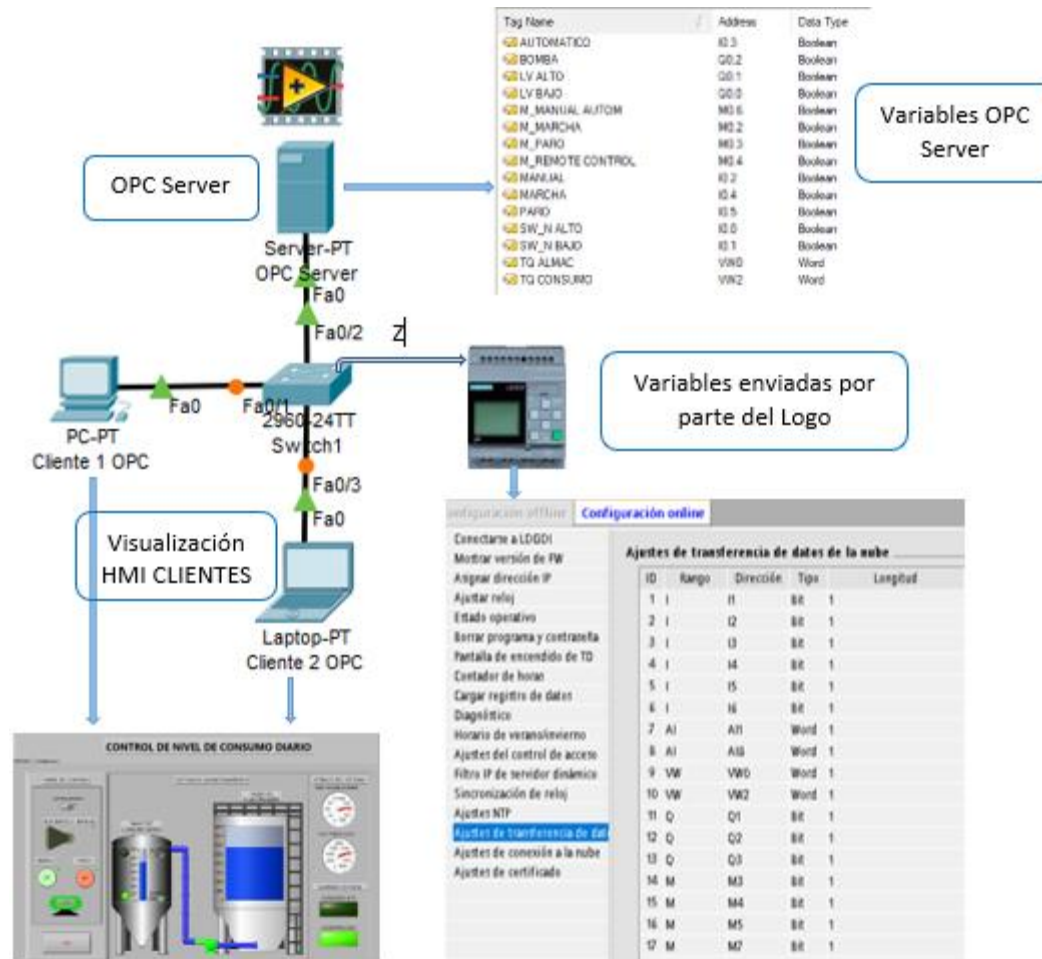 Tag Name Address Data Type
AUTOMATICO I0.3 Boolean
BOMBA Q0.2 Boolean
LV ALTO Q0.1 Boolean
LV BAJO Q0.0 Boolean
M_MANUAL AUTOM M0.6 Boolean
M_MARCHA M0.2 Boolean
M_PARO M0.3 Boolean
M_REMOTE CONTROL M0.4 Boolean
MANUAL I0.2 Boolean
MARCHA I0.4 Boolean
PARO I0.5 Boolean
SW_N ALTO I0.0 Boolean
SW_N BAJO I0.1 Boolean
TQ ALMAC VW0 Word
TQ CONSUMO VW2 Word
Variables OPC
Server
OPC Server
Server-PT
OPC Server
Fa0
Fa0/2
Z
Fa0
Fa0/1
2960-24TT
Switch1
PC-PT
Cliente 1 OPC
Fa0/3
Fa0
Variables enviadas por
parte del Logo
Visualización
HMI CLIENTES
Laptop-PT
Cliente 2 OPC
onfiguración offline Configuración online
Conectarse a LOGO!
Mostrar versión de FW
Asignar dirección IP
Ajustar reloj
Estado operativo
Borrar programa y contraseña
Pantalla de encendido de TD
Contador de horas
Cargar registro de datos
Diagnóstico
Horario de verano/invierno
Ajustes del control de acceso
Filtro IP de servidor dinámico
Sincronización de reloj
Ajustes NTP
Ajustes de transferencia de dat
Ajustes de conexión a la nube
Ajustes de certificado
Ajustes de transferencia de datos de la nube
ID Rango Dirección Tipo Longitud
1 I I1 Bit 1
2 I I2 Bit 1
3 I I3 Bit 1
4 I I4 Bit 1
5 I I5 Bit 1
6 I I6 Bit 1
7 AI AI1 Word 1
8 AI Word 1
9 VW VW0 Word 1
10 VW VW2 Word 1
11 Q Q1 Bit 1
12 Q Q2 Bit 1
13 Q Q3 Bit 1
14 M M3 Bit 1
15 M M4 Bit 1
16 M M5 Bit 1
17 M M7 Bit 1
CONTROL DE NIVEL DE CONSUMO DIARIO